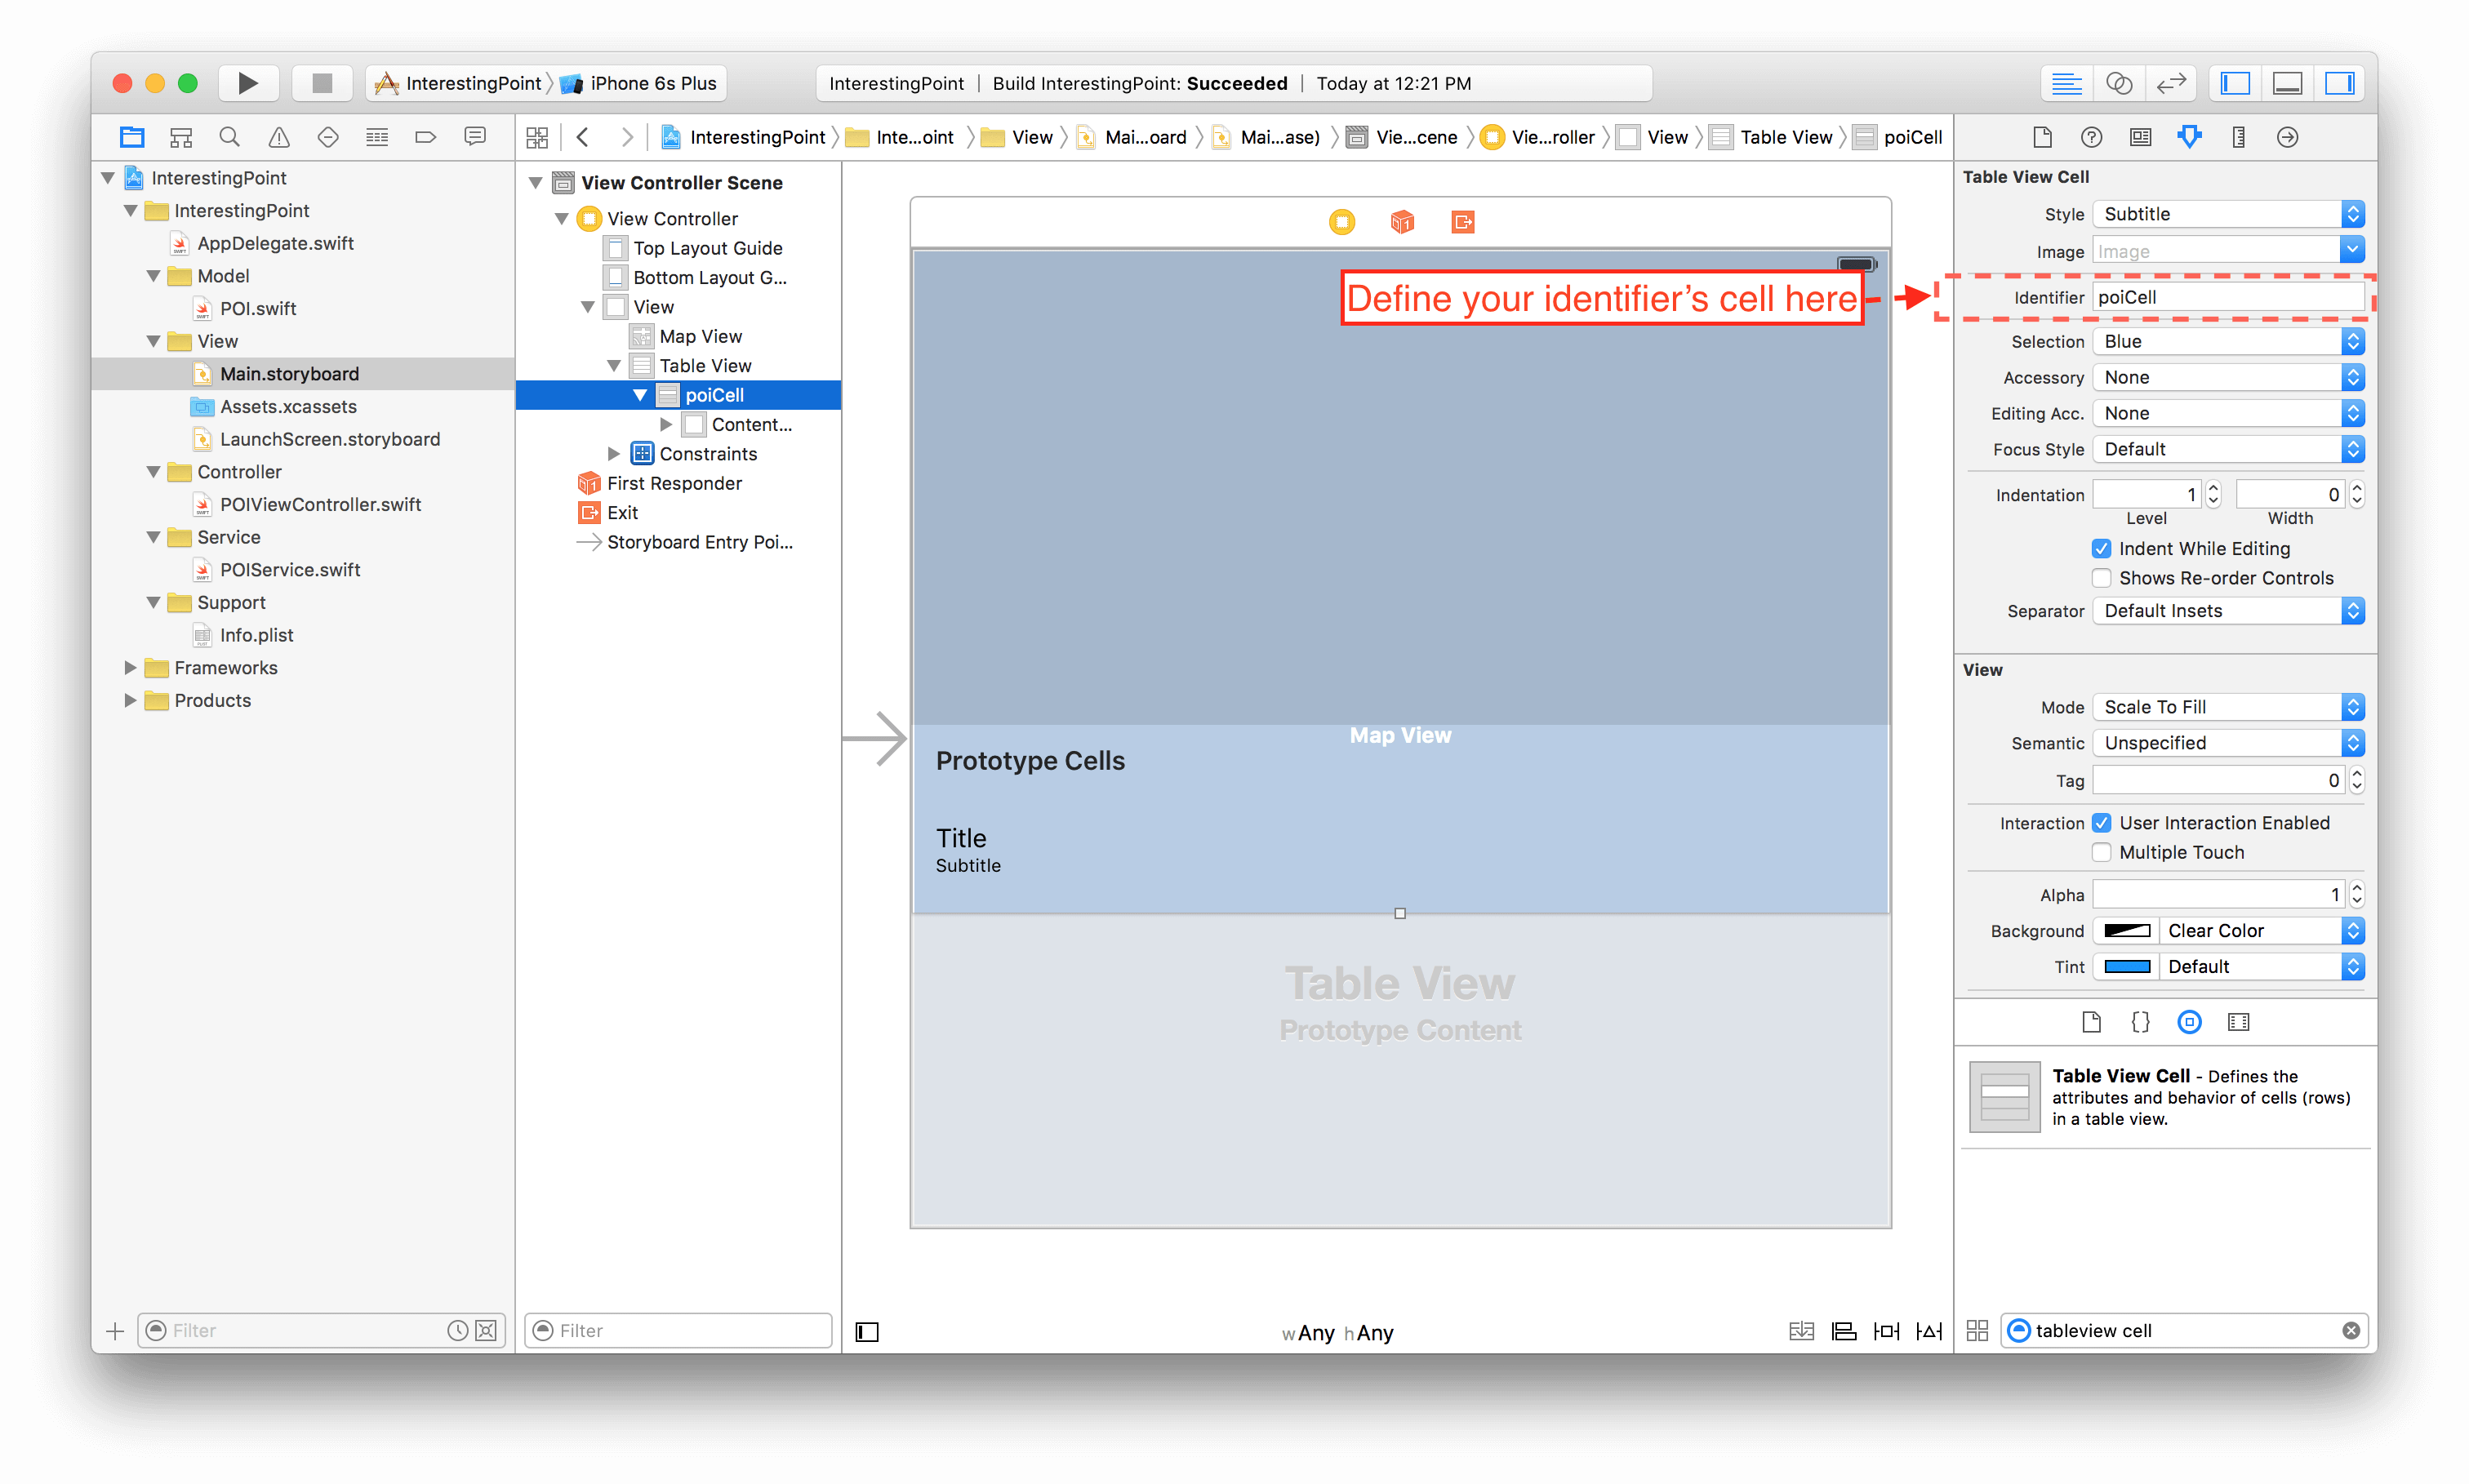 InterestingPoint iPhone 6s Plus
InterestingPoint | Build InterestingPoint: Succeeded | Today at 12:21 PM
InterestingPoint Inte...oint View Mai...oard Mai...ase) Vie...cene Vie...roller View Table View poiCell
InterestingPoint
InterestingPoint
AppDelegate.swift
Model
POI.swift
View
Main.storyboard
Assets.xcassets
LaunchScreen.storyboard
Controller
POIViewController.swift
Service
POIService.swift
Support
Info.plist
Frameworks
Products
Filter
View Controller Scene
View Controller
Top Layout Guide
Bottom Layout G...
View
Map View
Table View
poiCell
Content...
Constraints
First Responder
Exit
Storyboard Entry Poi...
Filter
Define your identifier’s cell here
Map View
Prototype Cells
Title
Subtitle
Table View
Prototype Content
wAny hAny
Table View Cell
Style Subtitle
Image Image
Identifier poiCell
Selection Blue
Accessory None
Editing Acc. None
Focus Style Default
Indentation 1 0
Level Width
Indent While Editing
Shows Re-order Controls
Separator Default Insets
View
Mode Scale To Fill
Semantic Unspecified
Tag 0
Interaction User Interaction Enabled
Multiple Touch
Alpha 1
Background Clear Color
Tint Default
Table View Cell - Defines the
attributes and behavior of cells (rows)
in a table view.
tableview cell